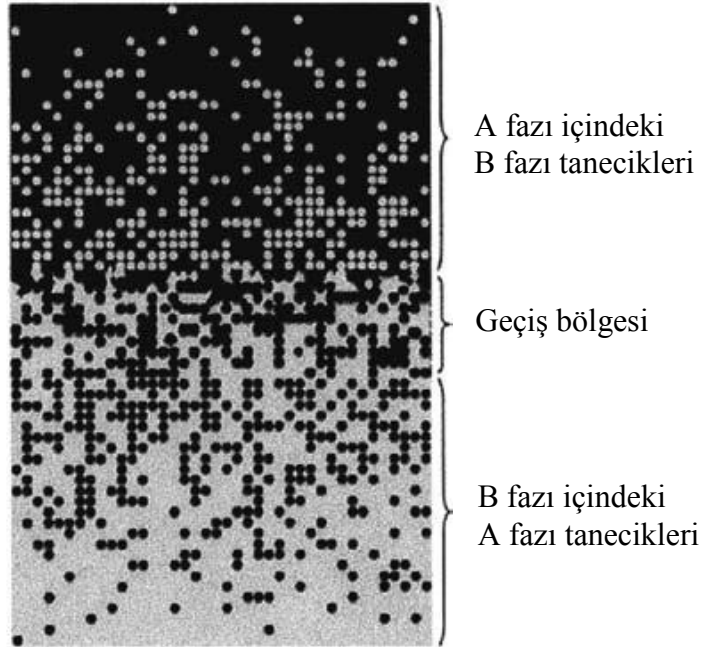 A fazı içindeki
B fazı tanecikleri
Geçiş bölgesi
B fazı içindeki
A fazı tanecikleri